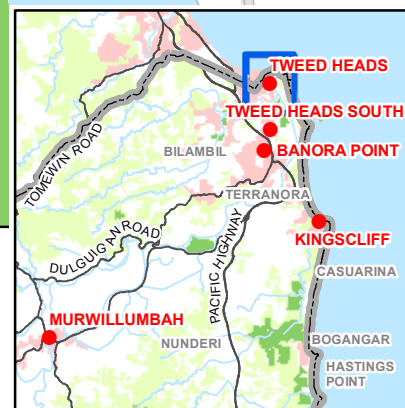 TWEED HEADS
TWEED HEADS SOUTH
TOMEWIN ROAD
BILAMBIL
BANORA POINT
TERRANORA
DULGUIGAN ROAD
PACIFIC HIGHWAY
KINGSCLIFF
CASUARINA
MURWILLUMBAH
NUNDERI
BOGANGAR
HASTINGS
POINT